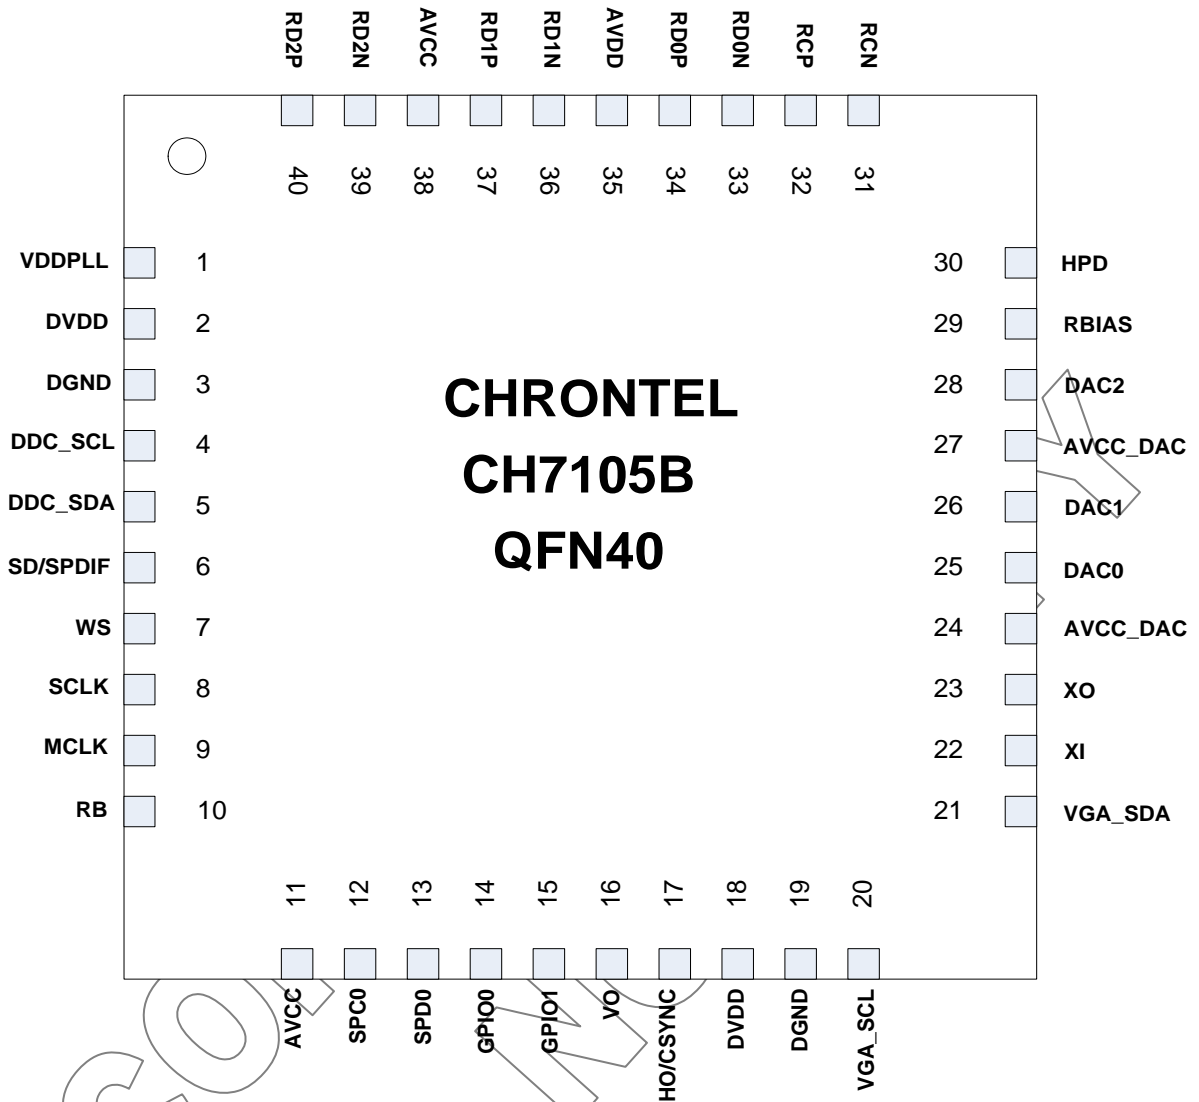 RD2P
RD2N
AVCC
RD1P
RD1N
AVDD
RD0P
RD0N
RCP
RCN
40
39
38
37
36
35
34
33
32
31
VDDPLL 1
30 HPD
DVDD 2
29 RBIAS
DGND 3
28 DAC2
CHRONTEL
DDC_SCL 4
27 AVCC_DAC
CH7105B
DDC_SDA 5
26 DAC1
QFN40
SD/SPDIF 6
25 DAC0
WS 7
24 AVCC_DAC
SCLK 8
23 XO
MCLK 9
22 XI
RB 10
21 VGA_SDA
11
12
13
14
15
16
17
18
19
20
AVCC
SPC0
SPD0
GPIO0
GPIO1
VO
HO/CSYNC
DVDD
DGND
VGA_SCL